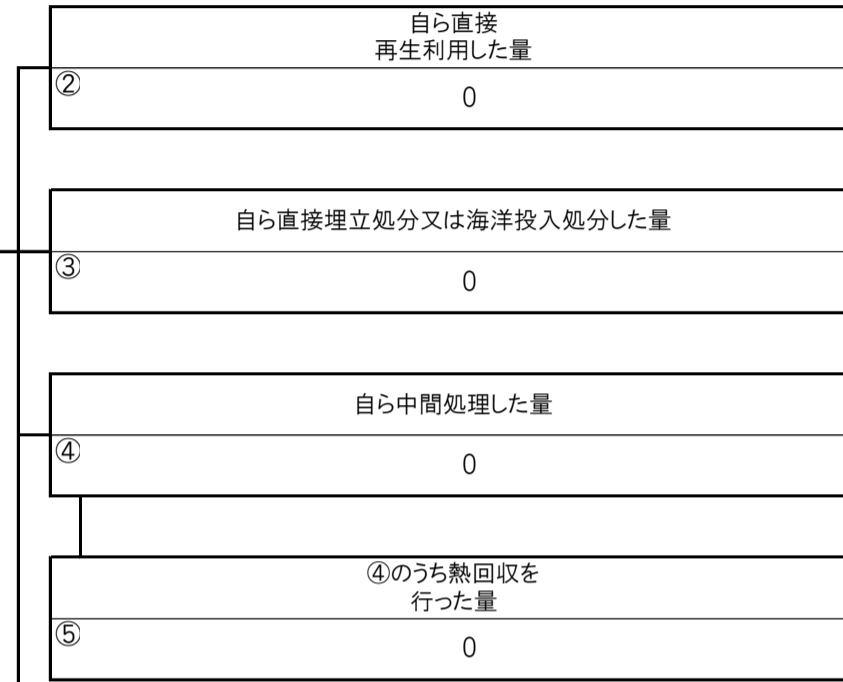 自ら直接
再生利用した量
②
0
自ら直接埋立処分又は海洋投入処分した量
③
0
自ら中間処理した量
④
0
④のうち熱回収を
行った量
⑤
0